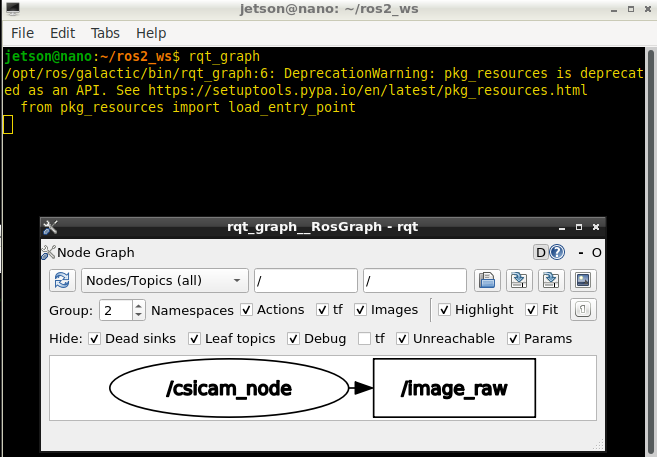 jetson@nano: ~/ros2_ws
File Edit Tabs Help
jetson@nano:~/ros2_ws$ rqt_graph
/opt/ros/galactic/bin/rqt_graph:6: DeprecationWarning: pkg_resources is deprecat
ed as an API. See https://setuptools.pypa.io/en/latest/pkg_resources.html
from pkg_resources import load_entry_point
rqt_graph__RosGraph - rqt
Node Graph D ? - O
Nodes/Topics (all) / /
Group: 2 Namespaces Actions tf Images Highlight Fit
Hide: Dead sinks Leaf topics Debug tf Unreachable Params
/csicam_node /image_raw